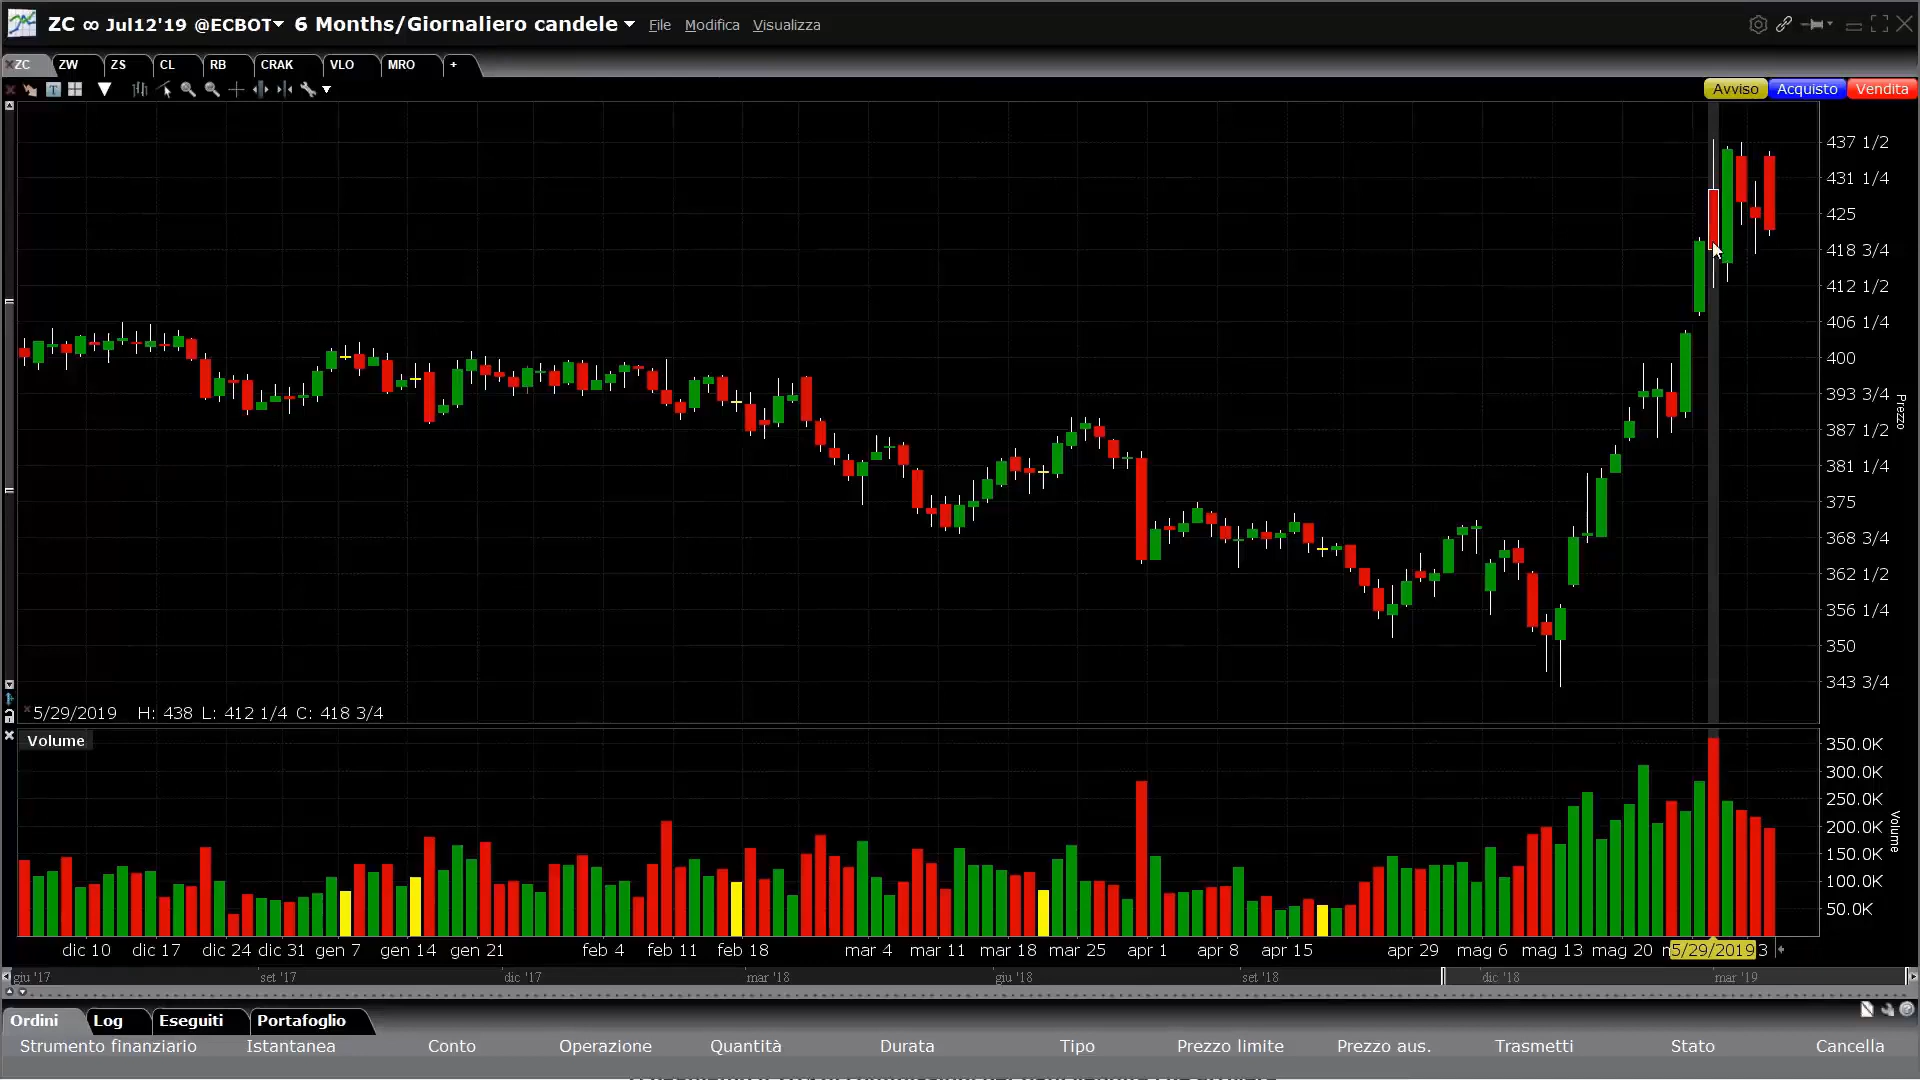 ZC ∞ Jul12'19 @ECBOT 6 Months/Giornaliero candele File Modifica Visualizza
ZC ZW ZS CL RB CRAK VLO MRO +
T
Avviso Acquisto Vendita
437 1/2
431 1/4
425
418 3/4
412 1/2
406 1/4
400
393 3/4
387 1/2
381 1/4
375
368 3/4
362 1/2
356 1/4
350
343 3/4
Prezzo
5/29/2019 H: 438 L: 412 1/4 C: 418 3/4
Volume
350.0K
300.0K
250.0K
200.0K
150.0K
100.0K
50.0K
Volume
dic 10 dic 17 dic 24 dic 31 gen 7 gen 14 gen 21 feb 4 feb 11 feb 18 mar 4 mar 11 mar 18 mar 25 apr 1 apr 8 apr 15 apr 29 mag 6 mag 13 mag 20 5/29/2019 3
giu '17 set '17 dic '17 mar '18 giu '18 set '18 dic '18 mar '19
Ordini Log Eseguiti Portafoglio
Strumento finanziario Istantanea Conto Operazione Quantità Durata Tipo Prezzo limite Prezzo aus. Trasmetti Stato Cancella